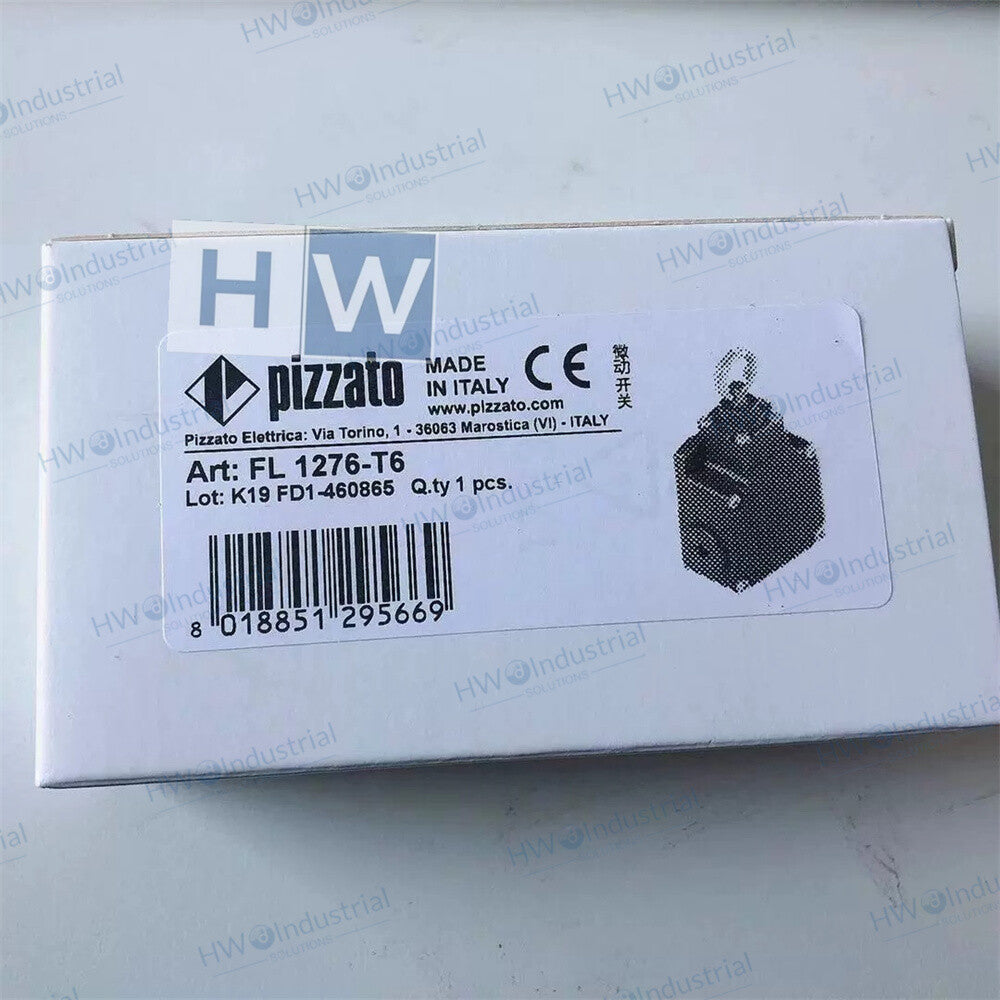 HW Industrial
SOLUTIONS
HW
pizzato
MADE
IN ITALY
www.pizzato.com
CE
微动开关
Pizzato Elettrica: Via Torino, 1 - 36063 Marostica (VI) - ITALY
Art: FL 1276-T6
Lot: K19 FD1-460865 Q.ty 1 pcs.
8 018851 295669